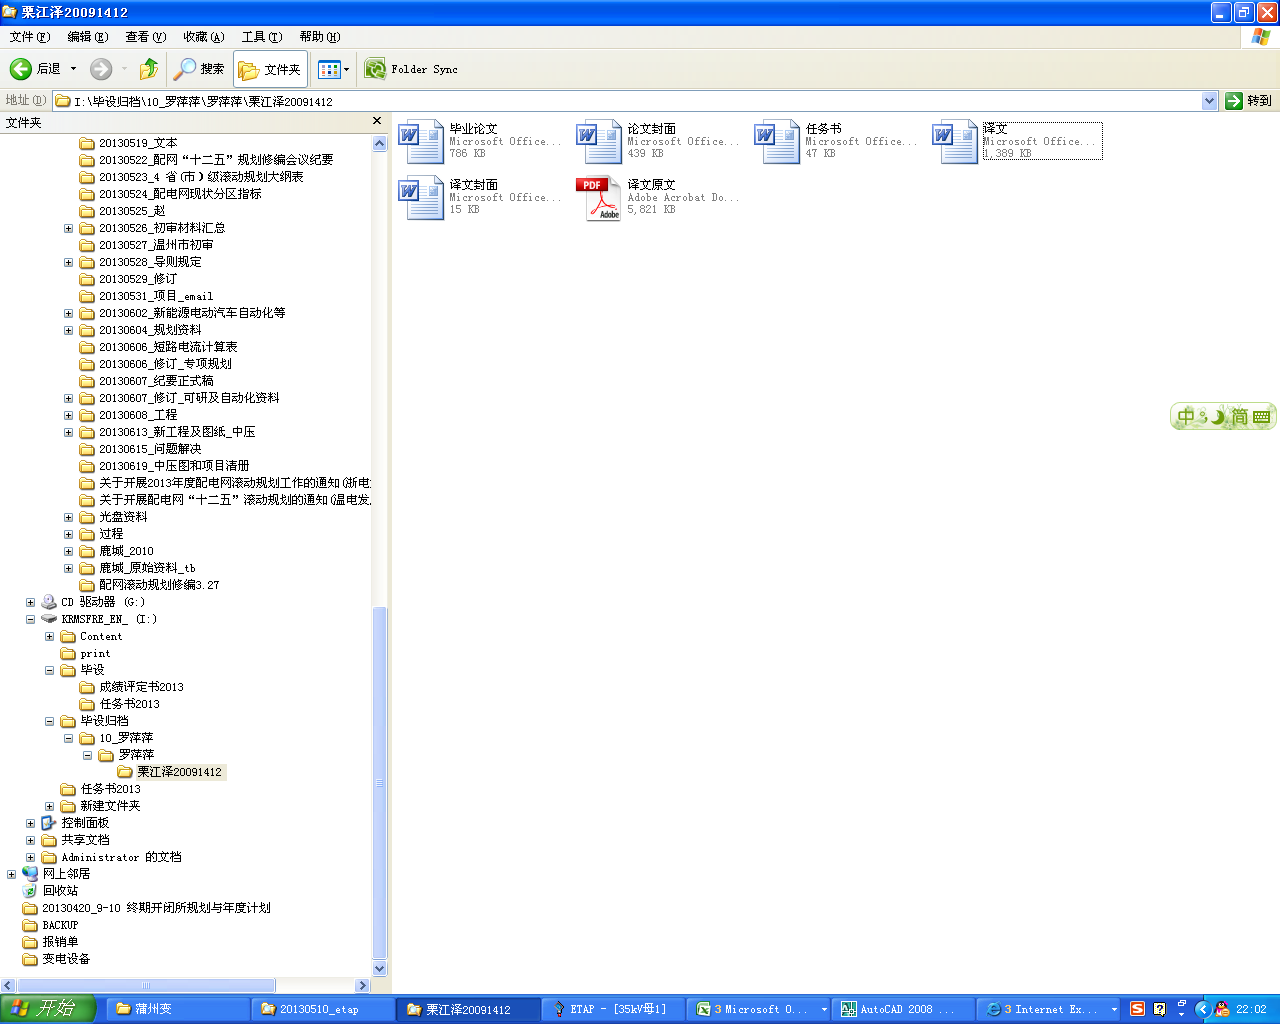 栗江泽20091412
文件(F) 编辑(E) 查看(V) 收藏(A) 工具(T) 帮助(H)
后退 搜索 文件夹 Folder Sync
地址(D) I:\毕设归档\10_罗萍萍\罗萍萍\栗江泽20091412 转到
文件夹
20130519_文本
20130522_配网“十二五”规划修编会议纪要
20130523_4 省(市)级滚动规划大纲表
20130524_配电网现状分区指标
20130525_赵
20130526_初审材料汇总
20130527_温州市初审
20130528_导则规定
20130529_修订
20130531_项目_email
20130602_新能源电动汽车自动化等
20130604_规划资料
20130606_短路电流计算表
20130606_修订_专项规划
20130607_纪要正式稿
20130607_修订_可研及自动化资料
20130608_工程
20130613_新工程及图纸_中压
20130615_问题解决
20130619_中压图和项目清册
关于开展2013年度配电网滚动规划工作的通知(浙电
关于开展配电网“十二五”滚动规划的通知(温电发
光盘资料
过程
鹿城_2010
鹿城_原始资料_tb
配网滚动规划修编3.27
CD 驱动器 (G:)
KRMSFRE_EN_ (I:)
Content
print
毕设
成绩评定书2013
任务书2013
毕设归档
10_罗萍萍
罗萍萍
栗江泽20091412
任务书2013
新建文件夹
控制面板
共享文档
Administrator 的文档
网上邻居
回收站
20130420_9-10 终期开闭所规划与年度计划
BACKUP
报销单
变电设备
毕业论文
Microsoft Office...
786 KB
论文封面
Microsoft Office...
439 KB
任务书
Microsoft Office...
47 KB
译文
Microsoft Office...
1,389 KB
译文封面
Microsoft Office...
15 KB
PDF
Adobe
译文原文
Adobe Acrobat Do...
5,821 KB
中 简
开始 蒲州变 20130510_etap 栗江泽20091412 ETAP - [35kV母1] 3 Microsoft O... AutoCAD 2008 ... 3 Internet Ex... 22:02